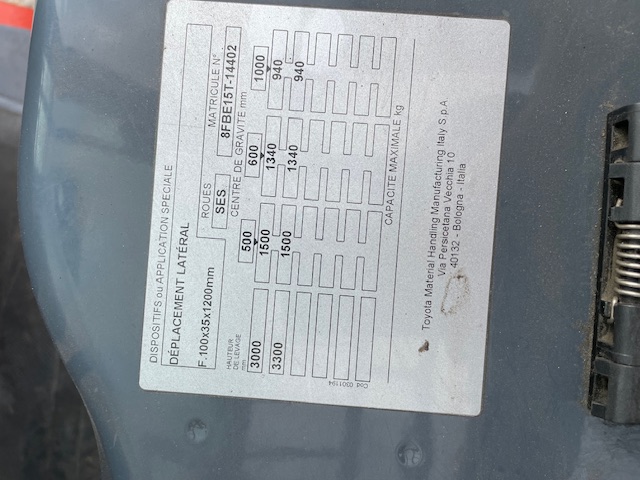 DISPOSITIFS ou APPLICATION SPECIALE
DÉPLACEMENT LATÉRAL
F.100x35x1200mm
ROUES
SES
MATRICULE N°
8FBE15T-14402
HAUTEUR DE LEVAGE mm
CENTRE DE GRAVITE mm
500 600 1000
3000 1500 1340 940
3300 1500 1340 940
CAPACITE MAXIMALE kg
Cod. 0301194
Toyota Material Handling Manufacturing Italy S.p.A
Via Persicetana Vecchia 10
40132 - Bologna - Italia